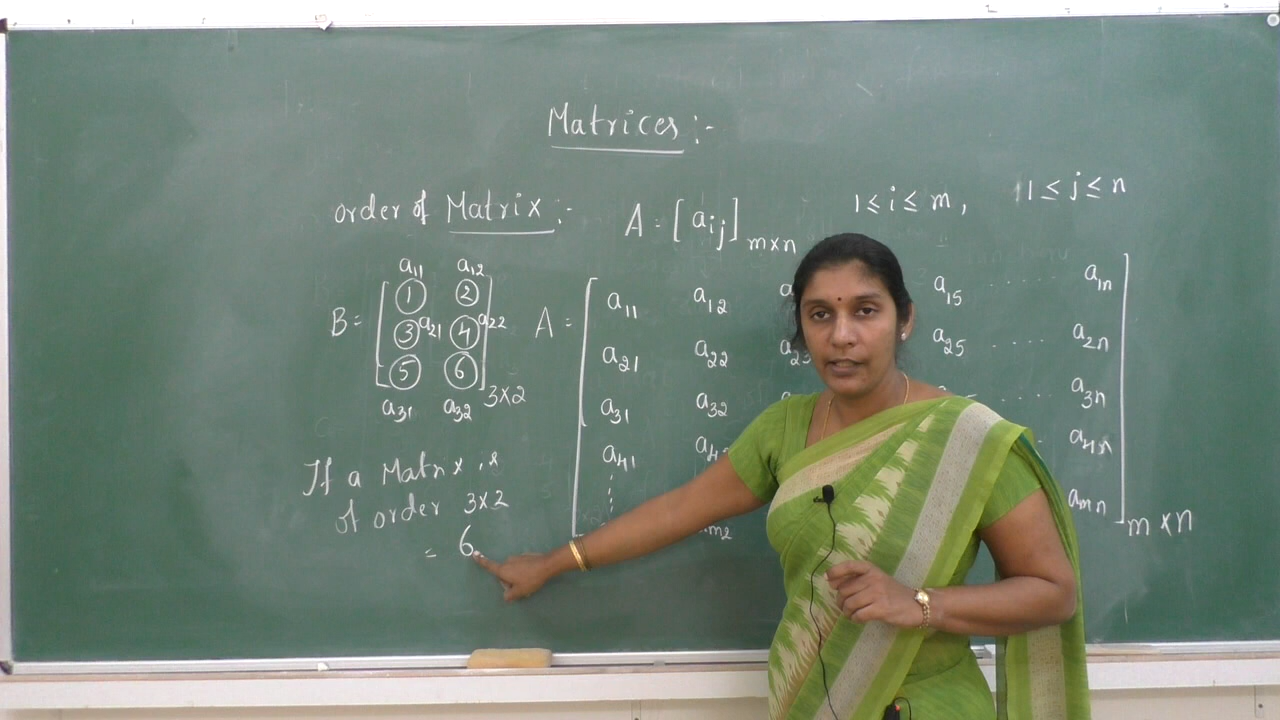 Matrices :-
order of Matrix :- A = [aij] m×n 1 ≤ i ≤ m, 1 ≤ j ≤ n
a11 a12
B = [1 2
3 a21 4 a22
5 6] 3×2
a31 a32
A = [a11 a12 a15 ...... a1n
a21 a22 a23 a25 ..... a2n
a31 a32 ..... a3n
a41 a4n
m2 amn] m×n
If a Matrix is
of order 3×2
= 6